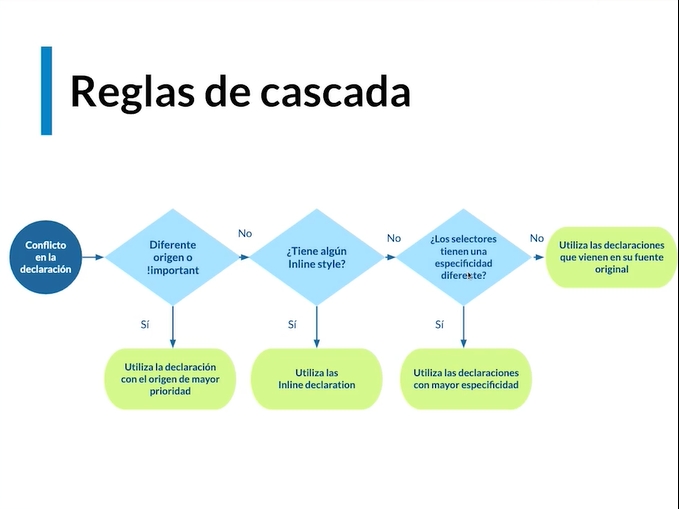 Reglas de cascada
Conflicto
en la
declaración
Diferente
origen o
!important
No
¿Tiene algún
Inline style?
No
¿Los selectores
tienen una
especificidad
diferente?
No
Utiliza las declaraciones
que vienen en su fuente
original
Sí
Sí
Sí
Utiliza la declaración
con el origen de mayor
prioridad
Utiliza las
Inline declaration
Utiliza las declaraciones
con mayor especificidad